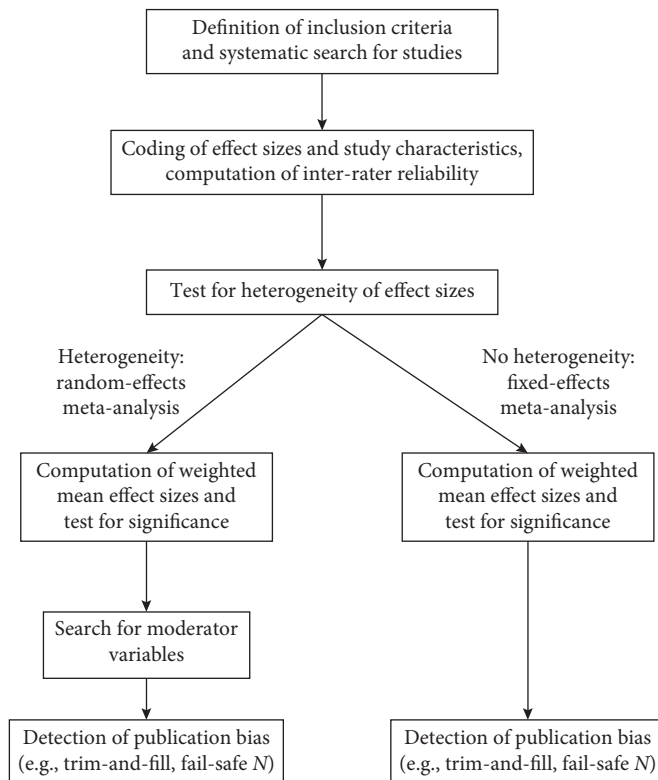 Definition of inclusion criteria
and systematic search for studies
Coding of effect sizes and study characteristics,
computation of inter-rater reliability
Test for heterogeneity of effect sizes
Heterogeneity:
random-effects
meta-analysis
No heterogeneity:
fixed-effects
meta-analysis
Computation of weighted
mean effect sizes and
test for significance
Computation of weighted
mean effect sizes and
test for significance
Search for moderator
variables
Detection of publication bias
(e.g., trim-and-fill, fail-safe N)
Detection of publication bias
(e.g., trim-and-fill, fail-safe N)